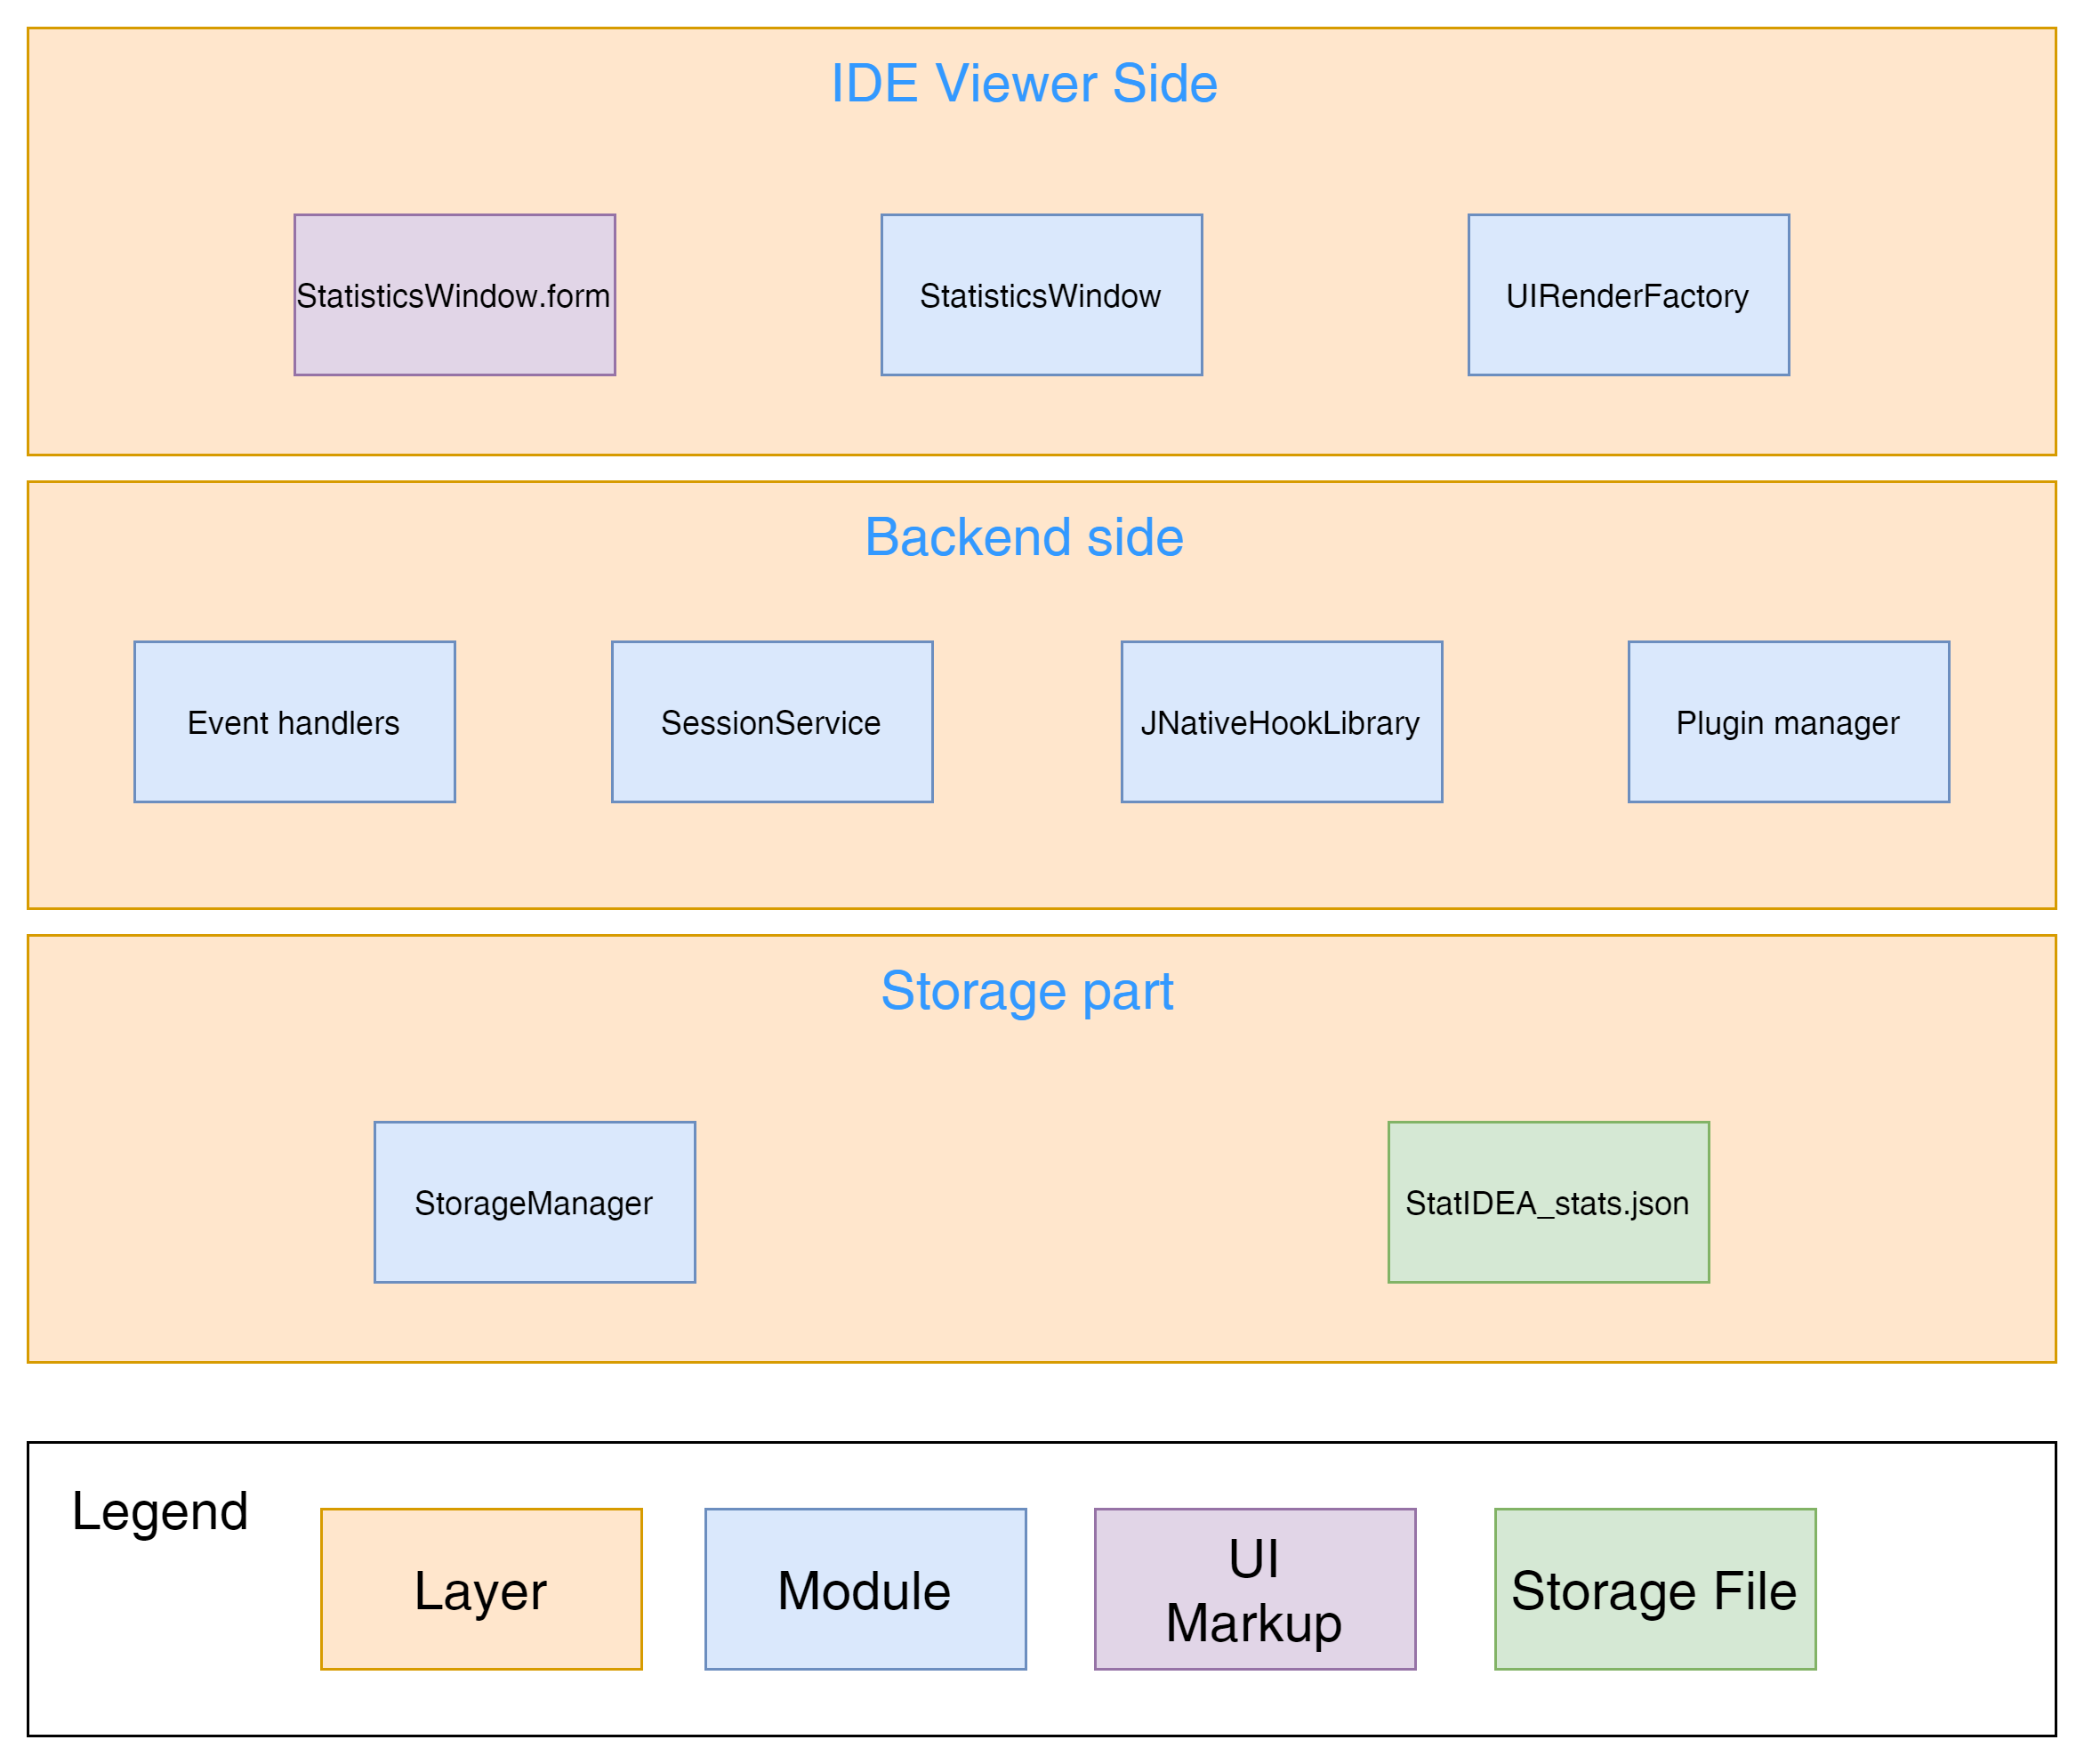 IDE Viewer Side
StatisticsWindow.form
StatisticsWindow
UIRenderFactory
Backend side
Event handlers
SessionService
JNativeHookLibrary
Plugin manager
Storage part
StorageManager
StatIDEA_stats.json
Legend
Layer
Module
UI
Markup
Storage File